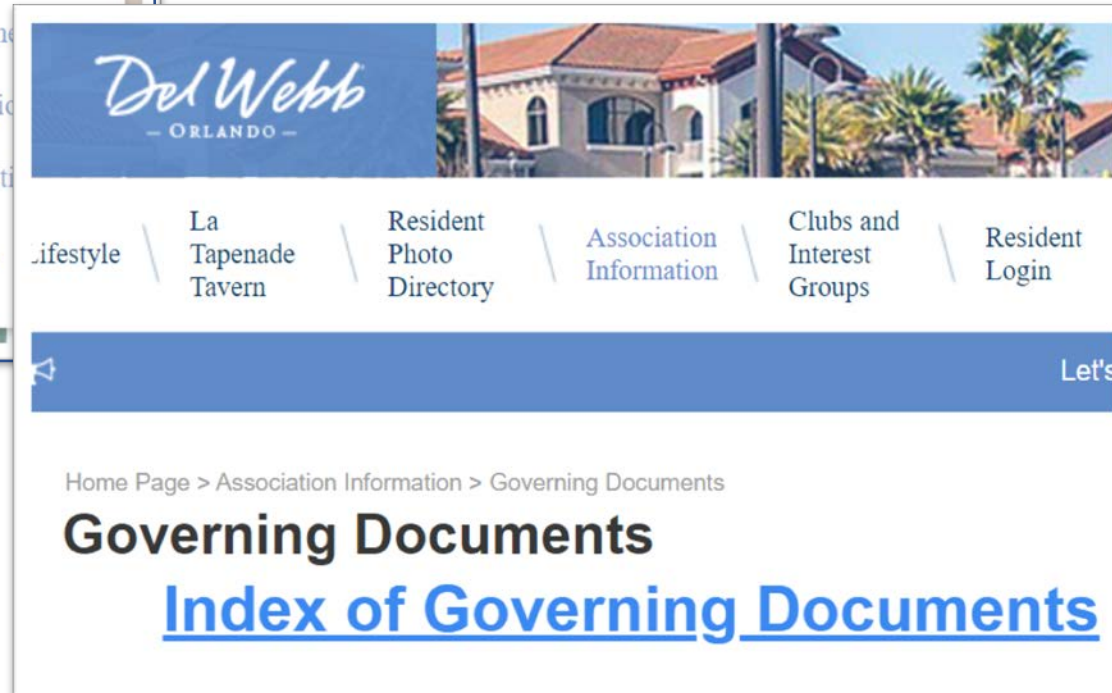 Del Webb
– ORLANDO –
La
Tapenade
Tavern
Resident
Photo
Directory
Association
Information
Clubs and
Interest
Groups
Resident
Login
Let's
Home Page > Association Information > Governing Documents
Governing Documents
Index of Governing Documents